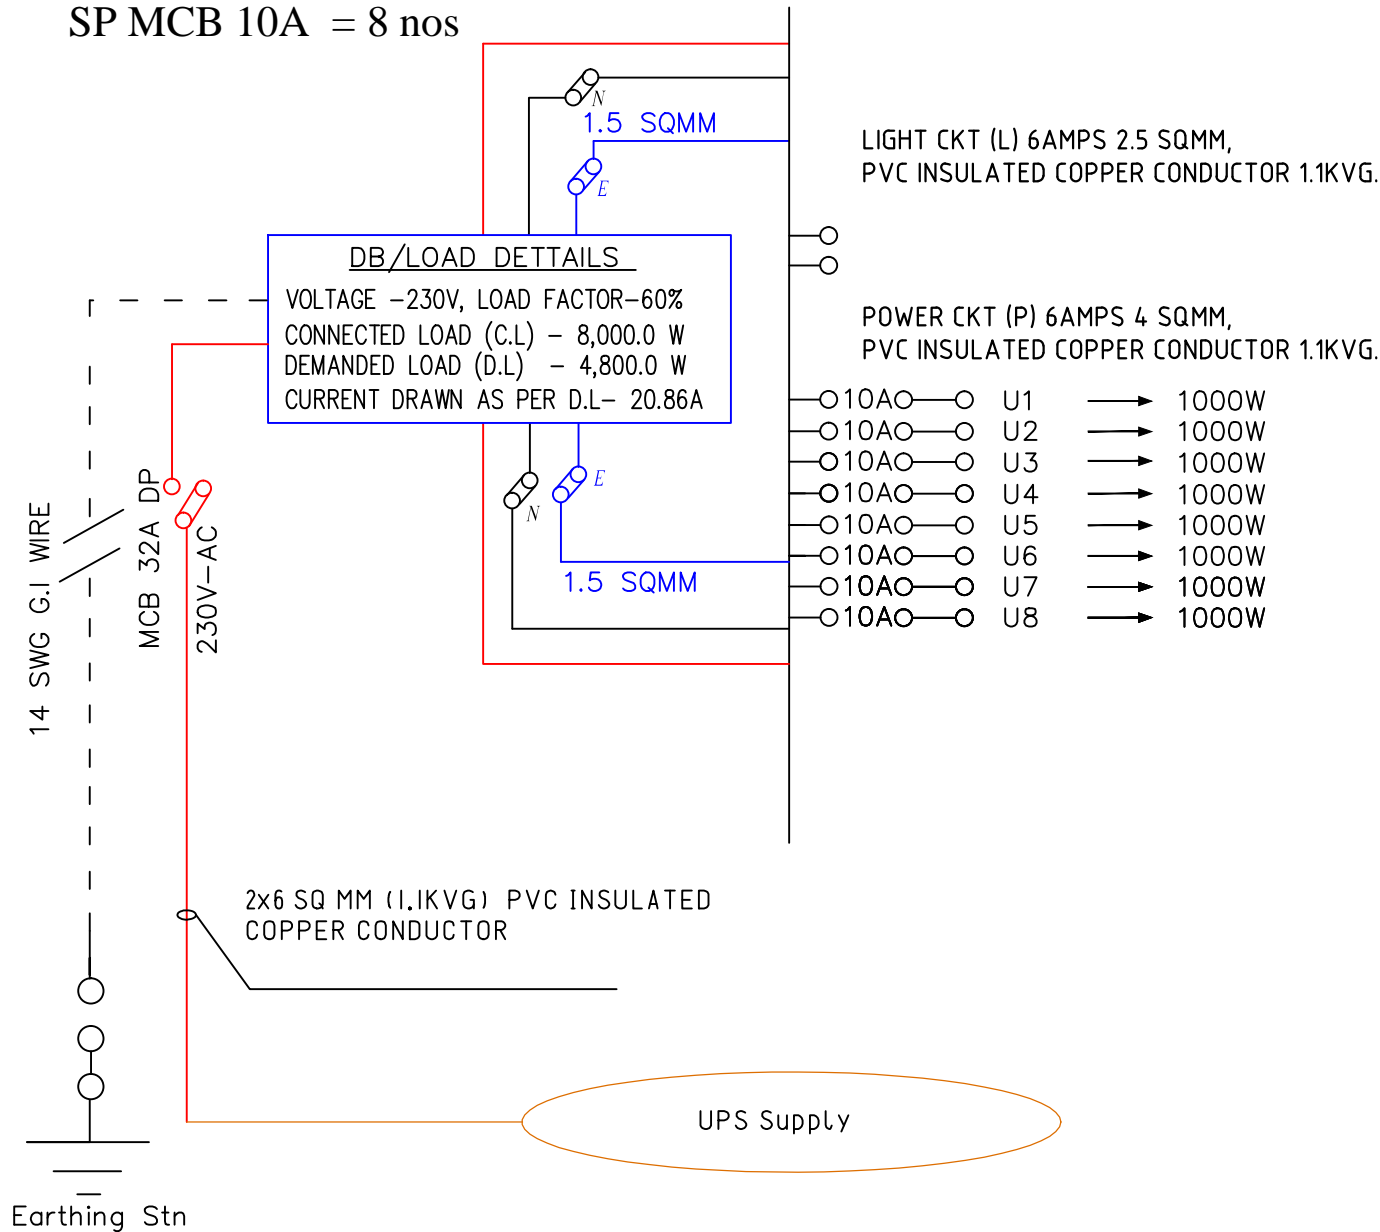 SP MCB 10A = 8 nos
N
1.5 SQMM
E
LIGHT CKT (L) 6AMPS 2.5 SQMM,
PVC INSULATED COPPER CONDUCTOR 1.1KVG.
DB/LOAD DETTAILS
VOLTAGE -230V, LOAD FACTOR-60%
CONNECTED LOAD (C.L) - 8,000.0 W
DEMANDED LOAD (D.L) - 4,800.0 W
CURRENT DRAWN AS PER D.L- 20.86A
POWER CKT (P) 6AMPS 4 SQMM,
PVC INSULATED COPPER CONDUCTOR 1.1KVG.
10A U1 1000W
10A U2 1000W
10A U3 1000W
10A U4 1000W
10A U5 1000W
10A U6 1000W
10A U7 1000W
10A U8 1000W
E
N
1.5 SQMM
14 SWG G.I WIRE
MCB 32A DP
230V-AC
2x6 SQ MM (1.1KVG) PVC INSULATED
COPPER CONDUCTOR
UPS Supply
Earthing Stn